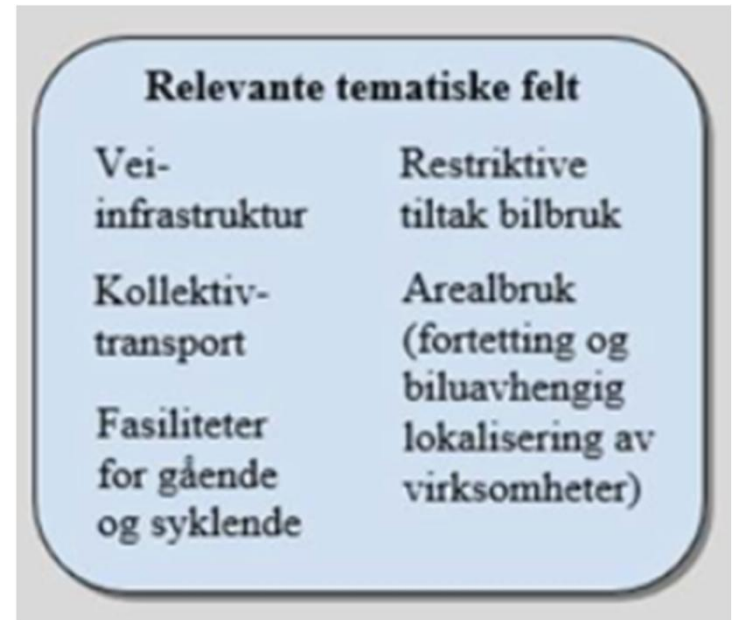 Relevante tematiske felt
Vei-
infrastruktur
Kollektiv-
transport
Fasiliteter
for gående
og syklende
Restriktive
tiltak bilbruk
Arealbruk
(fortetting og
biluavhengig
lokalisering av
virksomheter)